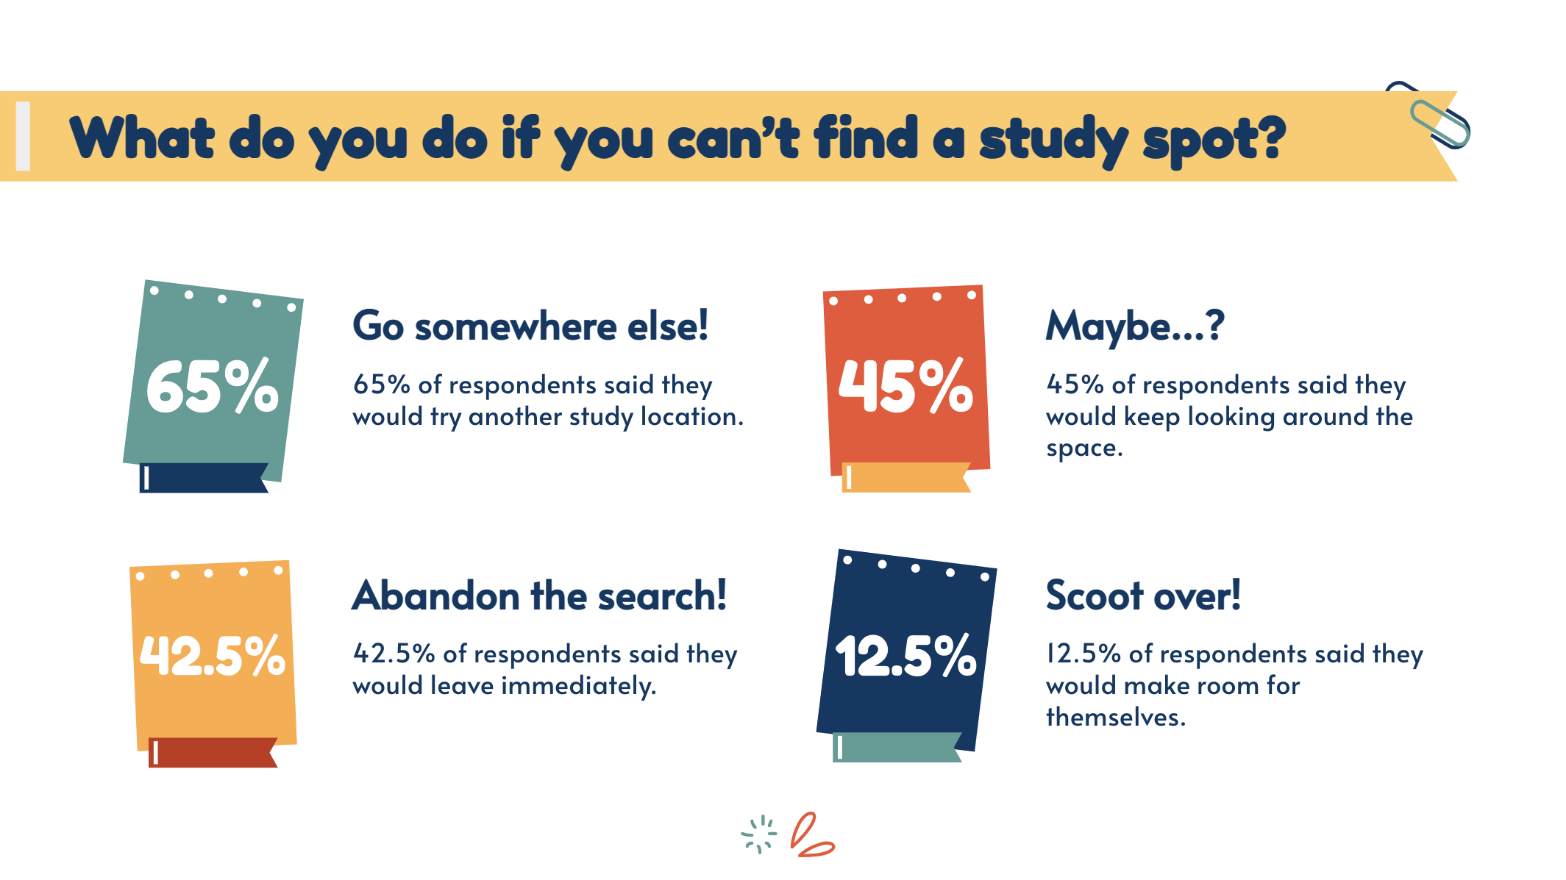 What do you do if you can’t find a study spot?
65%
Go somewhere else!
65% of respondents said they
would try another study location.
45%
Maybe...?
45% of respondents said they
would keep looking around the
space.
42.5%
Abandon the search!
42.5% of respondents said they
would leave immediately.
12.5%
Scoot over!
12.5% of respondents said they
would make room for
themselves.